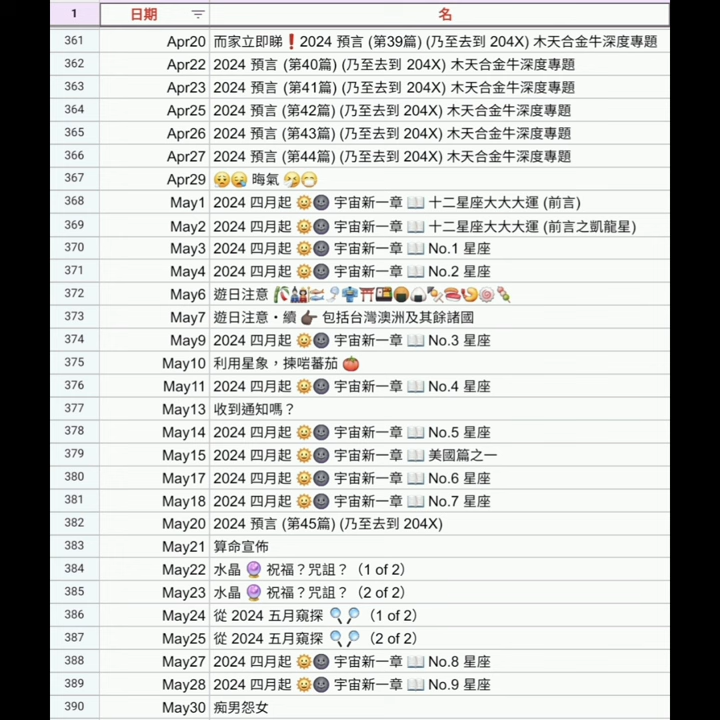 1 日期 名
361 Apr20 而家立即睇❗2024 預言 (第39篇) (乃至去到 204X) 木天合金牛深度專題
362 Apr22 2024 預言 (第40篇) (乃至去到 204X) 木天合金牛深度專題
363 Apr23 2024 預言 (第41篇) (乃至去到 204X) 木天合金牛深度專題
364 Apr25 2024 預言 (第42篇) (乃至去到 204X) 木天合金牛深度專題
365 Apr26 2024 預言 (第43篇) (乃至去到 204X) 木天合金牛深度專題
366 Apr27 2024 預言 (第44篇) (乃至去到 204X) 木天合金牛深度專題
367 Apr29 晦氣
368 May1 2024 四月起 🌞🌚 宇宙新一章 📖 十二星座大大大運 (前言)
369 May2 2024 四月起 🌞🌚 宇宙新一章 📖 十二星座大大大運 (前言之凱龍星)
370 May3 2024 四月起 🌞🌚 宇宙新一章 📖 No.1 星座
371 May4 2024 四月起 🌞🌚 宇宙新一章 📖 No.2 星座
372 May6 遊日注意
373 May7 遊日注意・續 👉🏿 包括台灣澳洲及其餘諸國
374 May9 2024 四月起 🌞🌚 宇宙新一章 📖 No.3 星座
375 May10 利用星象，揀啱蕃茄 🍅
376 May11 2024 四月起 🌞🌚 宇宙新一章 📖 No.4 星座
377 May13 收到通知嗎？
378 May14 2024 四月起 🌞🌚 宇宙新一章 📖 No.5 星座
379 May15 2024 四月起 🌞🌚 宇宙新一章 📖 美國篇之一
380 May17 2024 四月起 🌞🌚 宇宙新一章 📖 No.6 星座
381 May18 2024 四月起 🌞🌚 宇宙新一章 📖 No.7 星座
382 May20 2024 預言 (第45篇) (乃至去到 204X)
383 May21 算命宣佈
384 May22 水晶 🔮 祝福？咒詛？（1 of 2）
385 May23 水晶 🔮 祝福？咒詛？（2 of 2）
386 May24 從 2024 五月窺探 🔍🔎（1 of 2）
387 May25 從 2024 五月窺探 🔍🔎（2 of 2）
388 May27 2024 四月起 🌞🌚 宇宙新一章 📖 No.8 星座
389 May28 2024 四月起 🌞🌚 宇宙新一章 📖 No.9 星座
390 May30 痴男怨女